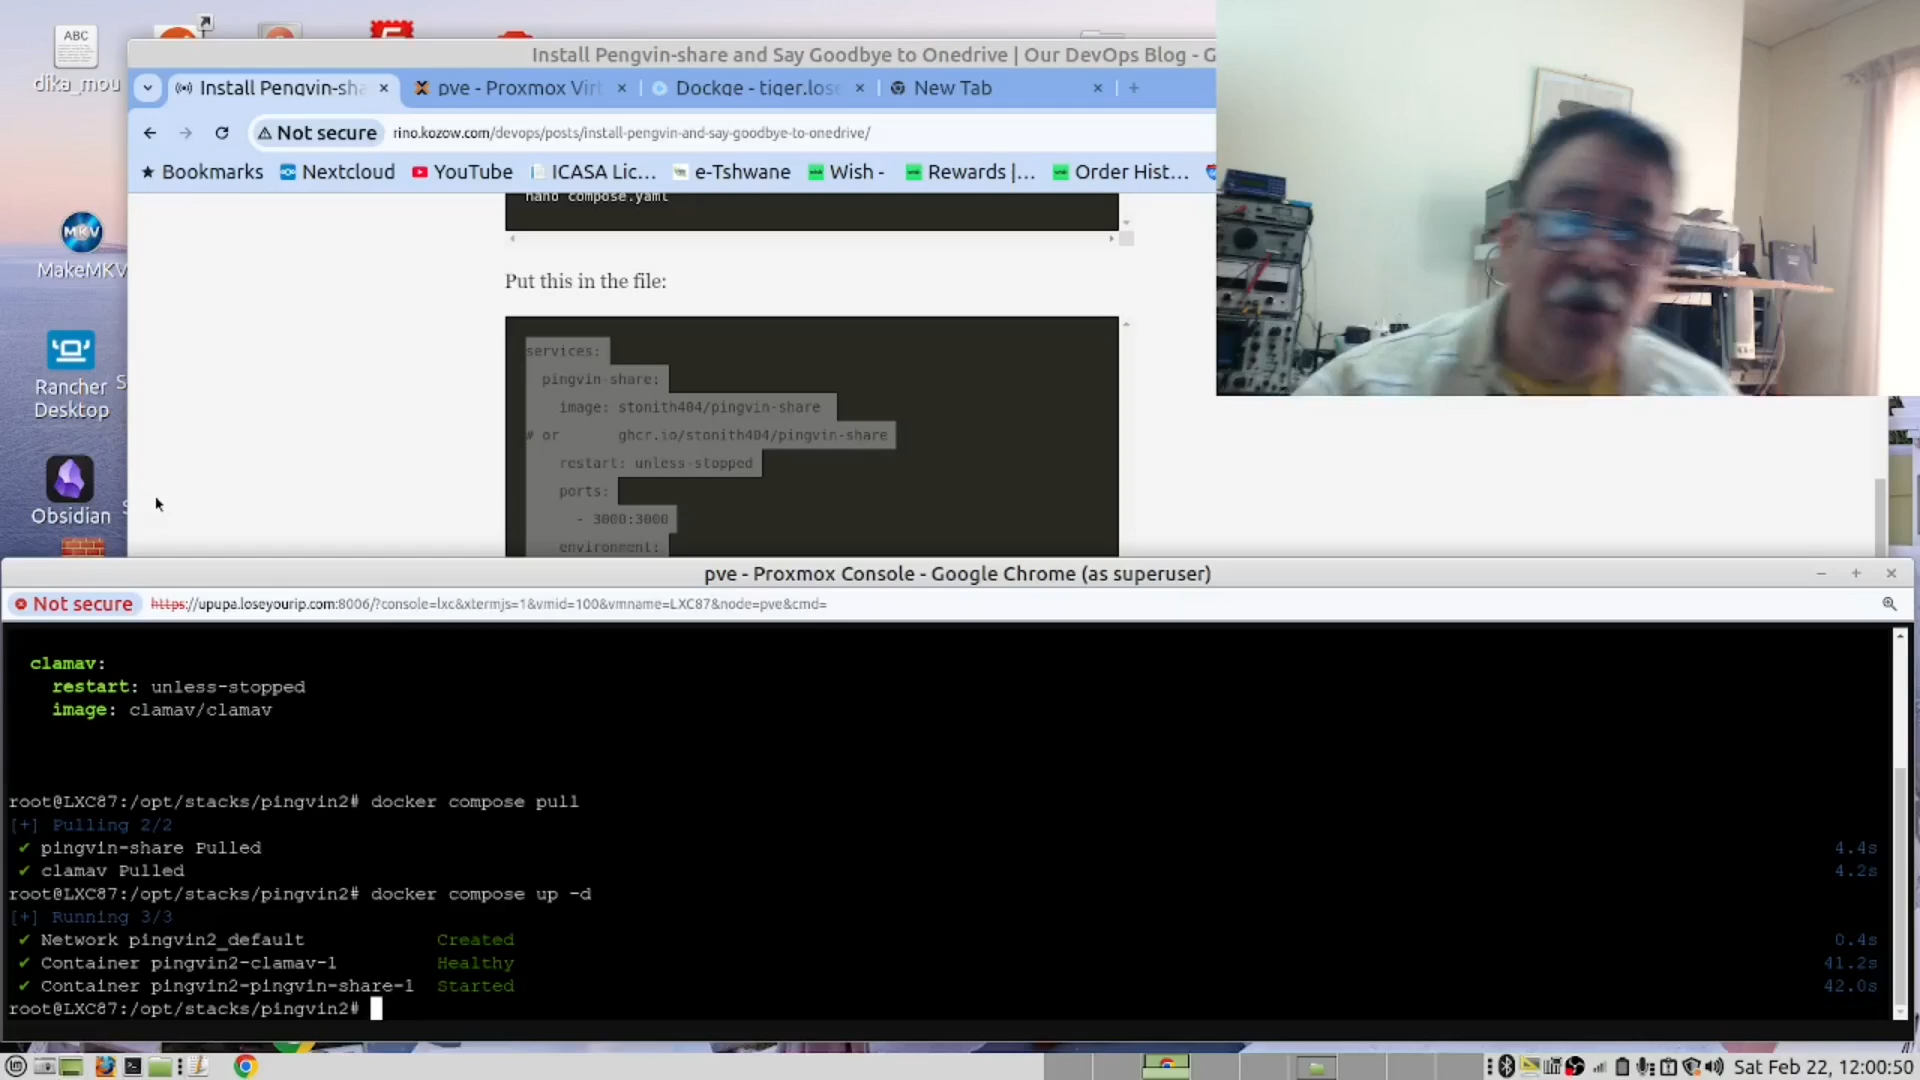 ABC
dika_mou
Install Pengvin-share and Say Goodbye to Onedrive | Our DevOps Blog - G
Install Pengvin-sha
pve - Proxmox Virt
Dockge - tiger.lose
New Tab
Not secure
rino.kozow.com/devops/posts/install-pengvin-and-say-goodbye-to-onedrive/
Bookmarks
Nextcloud
YouTube
ICASA Lic...
e-Tshwane
Wish -
Rewards |...
Order Hist...
nano compose.yaml
MKV
MakeMKV
Put this in the file:
services:
pingvin-share:
image: stonith404/pingvin-share
# or ghcr.io/stonith404/pingvin-share
restart: unless-stopped
ports:
- 3000:3000
environment:
Rancher
Desktop
Obsidian
pve - Proxmox Console - Google Chrome (as superuser)
Not secure
https://upupa.loseyourip.com:8006/?console=lxc&xtermjs=1&vmid=100&vmname=LXC87&node=pve&cmd=
clamav:
restart: unless-stopped
image: clamav/clamav
root@LXC87:/opt/stacks/pingvin2# docker compose pull
[+] Pulling 2/2
✔ pingvin-share Pulled 4.4s
✔ clamav Pulled 4.2s
root@LXC87:/opt/stacks/pingvin2# docker compose up -d
[+] Running 3/3
✔ Network pingvin2_default Created 0.4s
✔ Container pingvin2-clamav-1 Healthy 41.2s
✔ Container pingvin2-pingvin-share-1 Started 42.0s
root@LXC87:/opt/stacks/pingvin2#
Sat Feb 22, 12:00:50